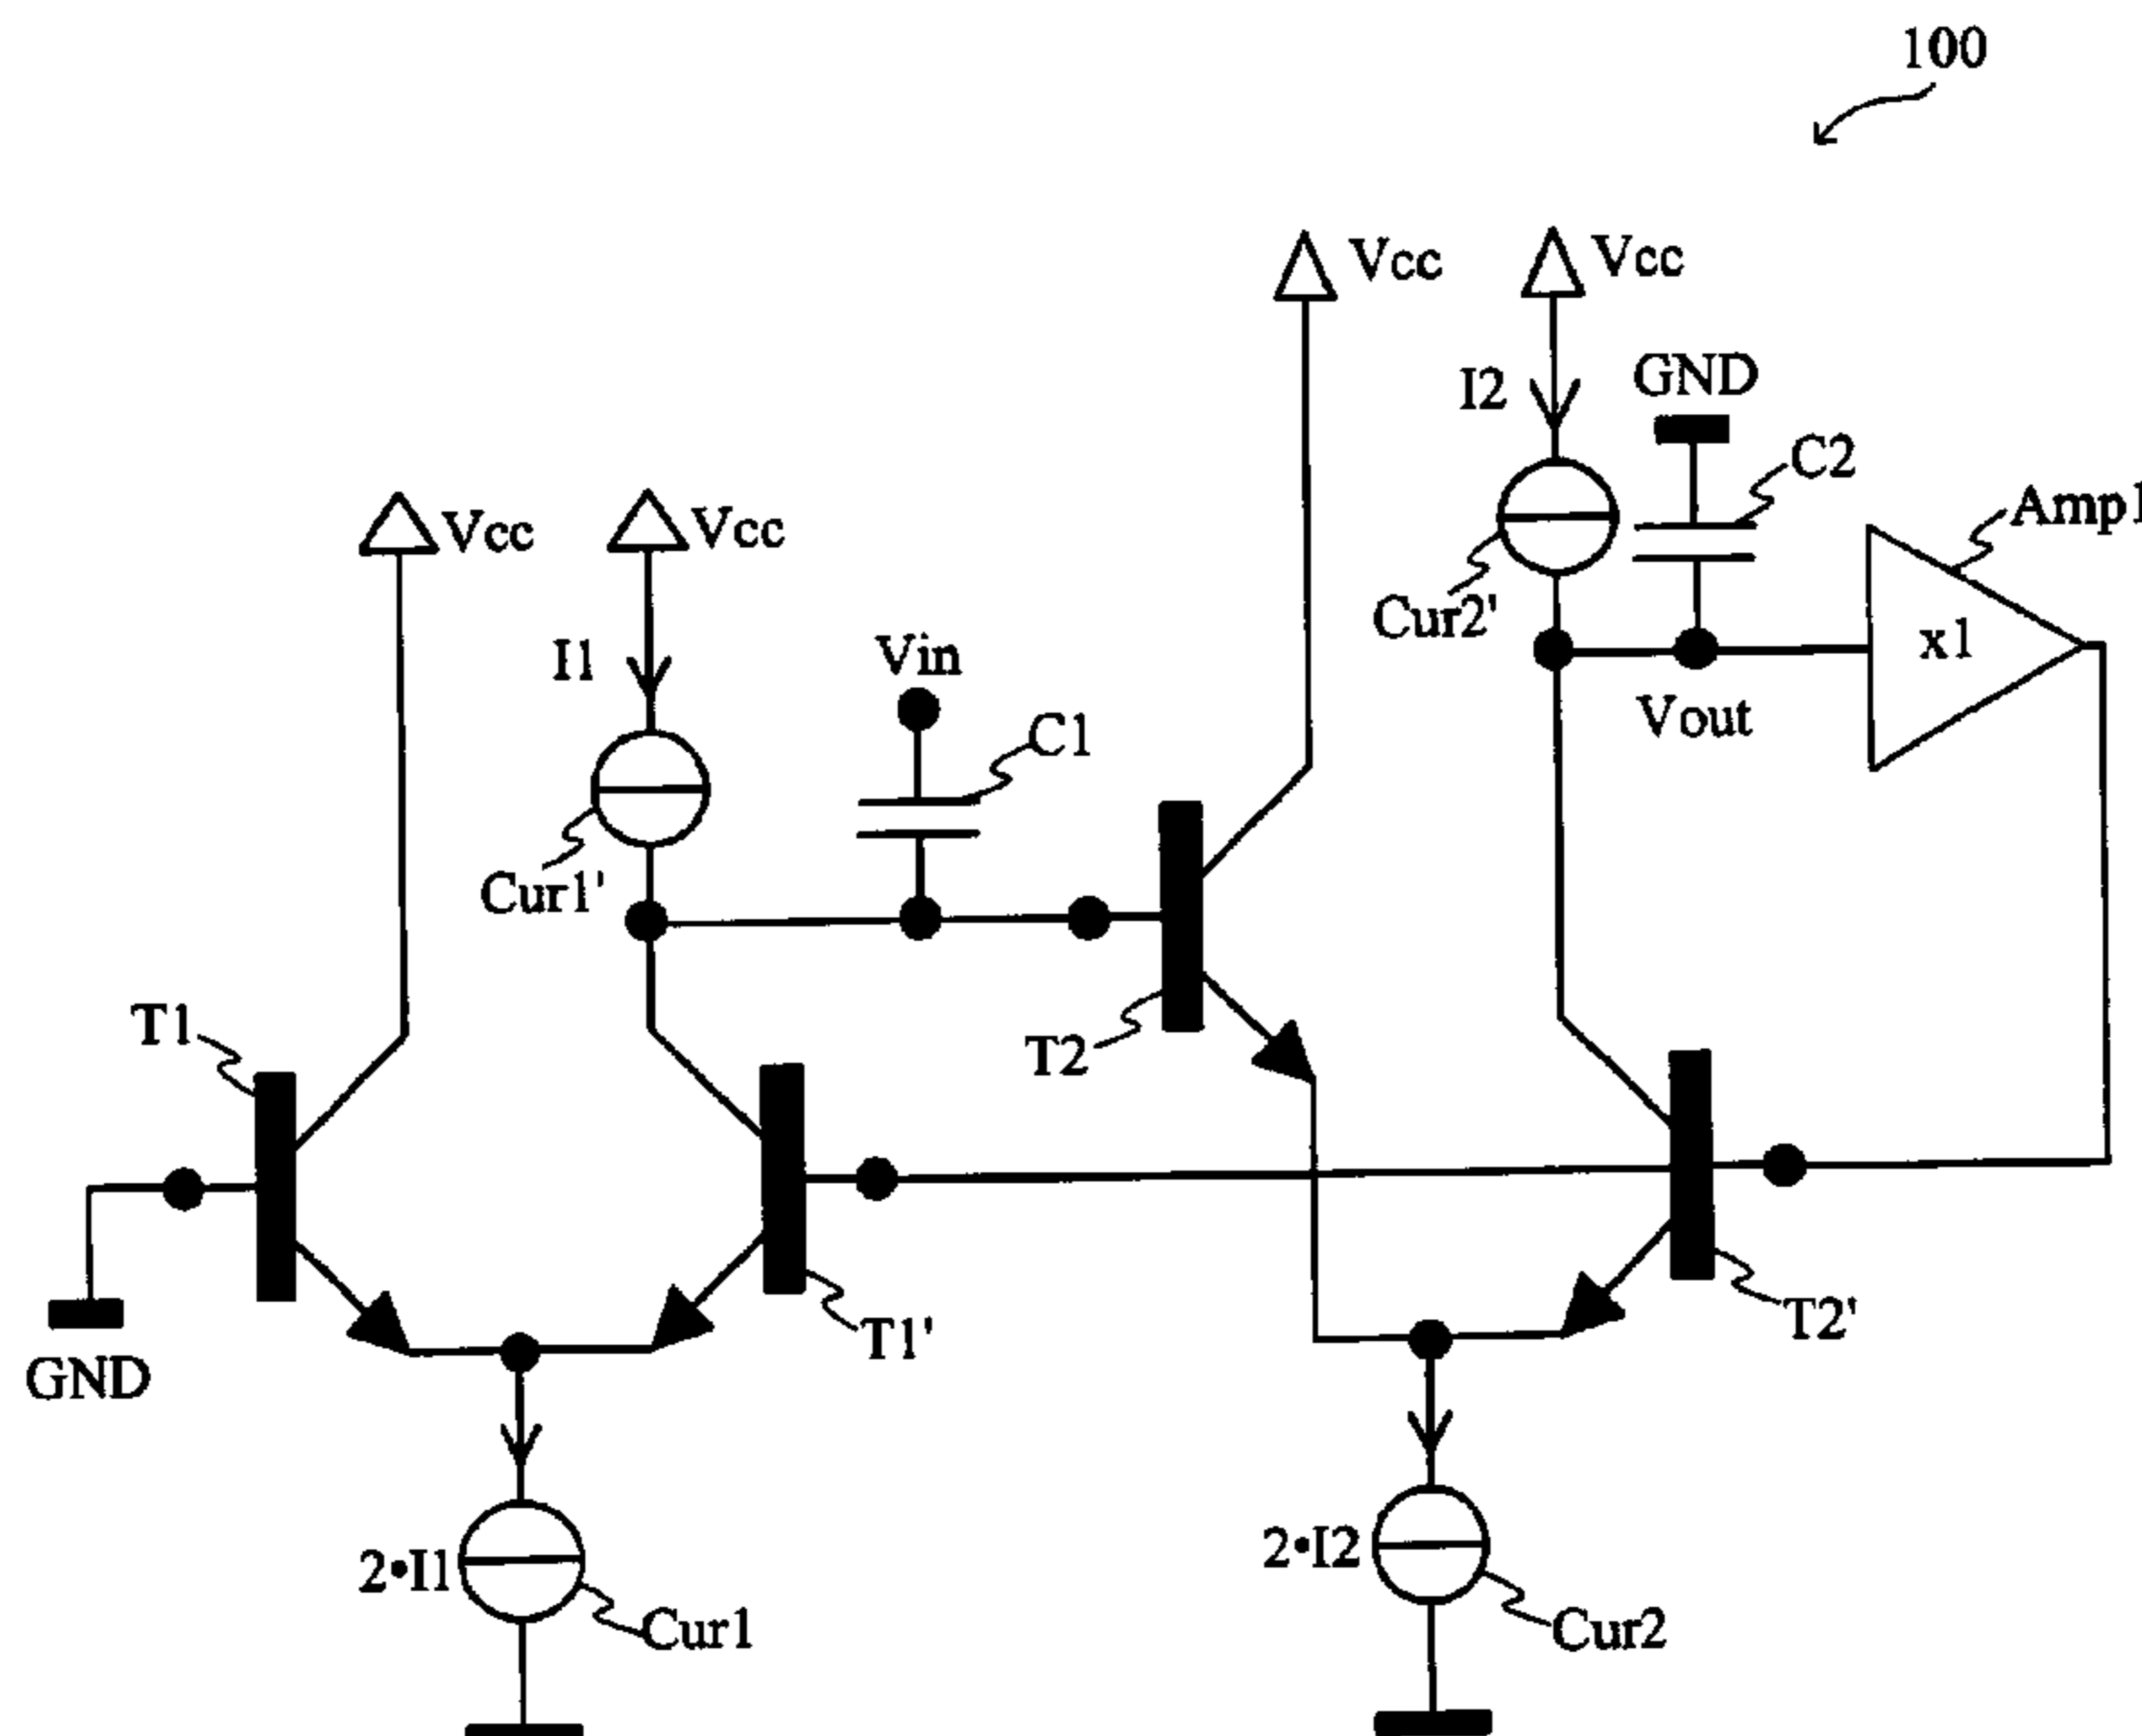 100
Vcc
Vcc
I2
GND
C2
Amp1
Vcc
Vcc
Cur2'
x1
I1
Vin
C1
Vout
Cur1'
T1
T2
T1'
T2'
GND
2•I1
Cur1
2•I2
Cur2